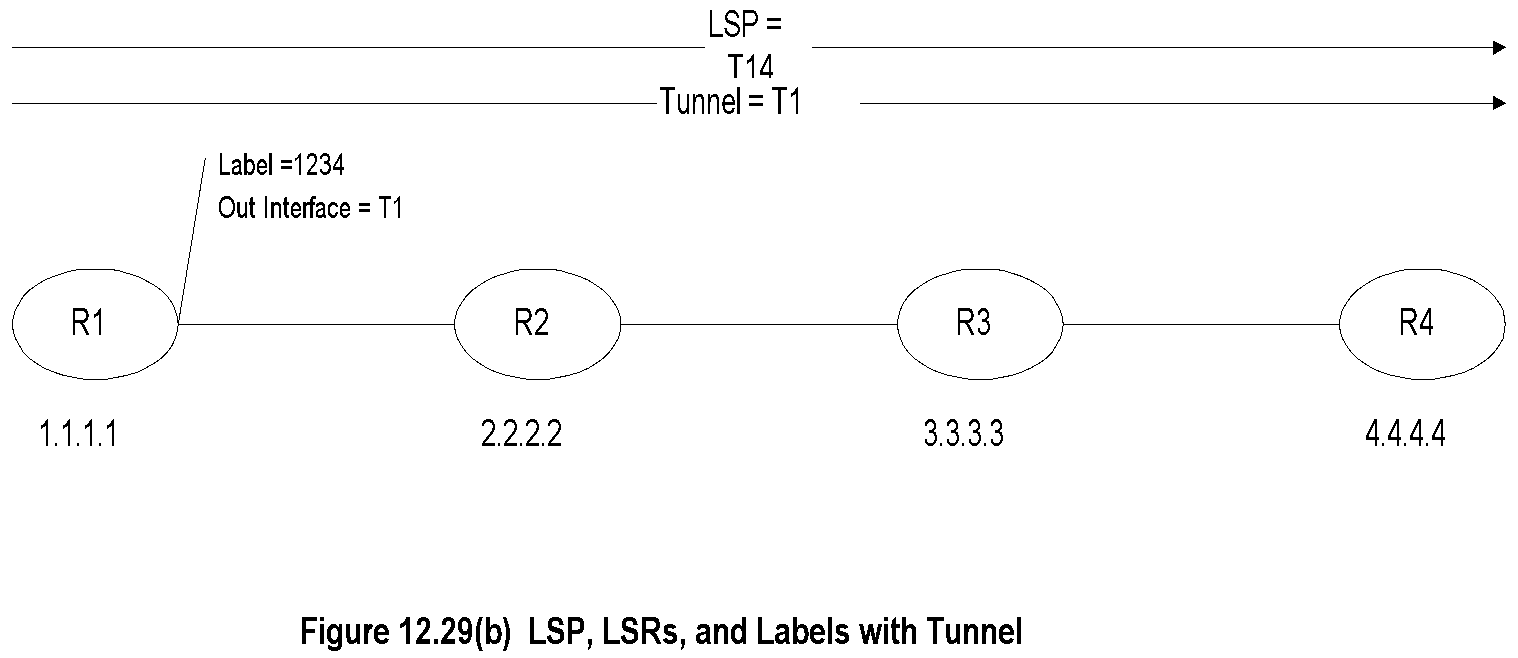 LSP =
T14
Tunnel = T1
Label =1234
Out Interface = T1
R1
R2
R3
R4
1.1.1.1
2.2.2.2
3.3.3.3
4.4.4.4
Figure 12.29(b) LSP, LSRs, and Labels with Tunnel